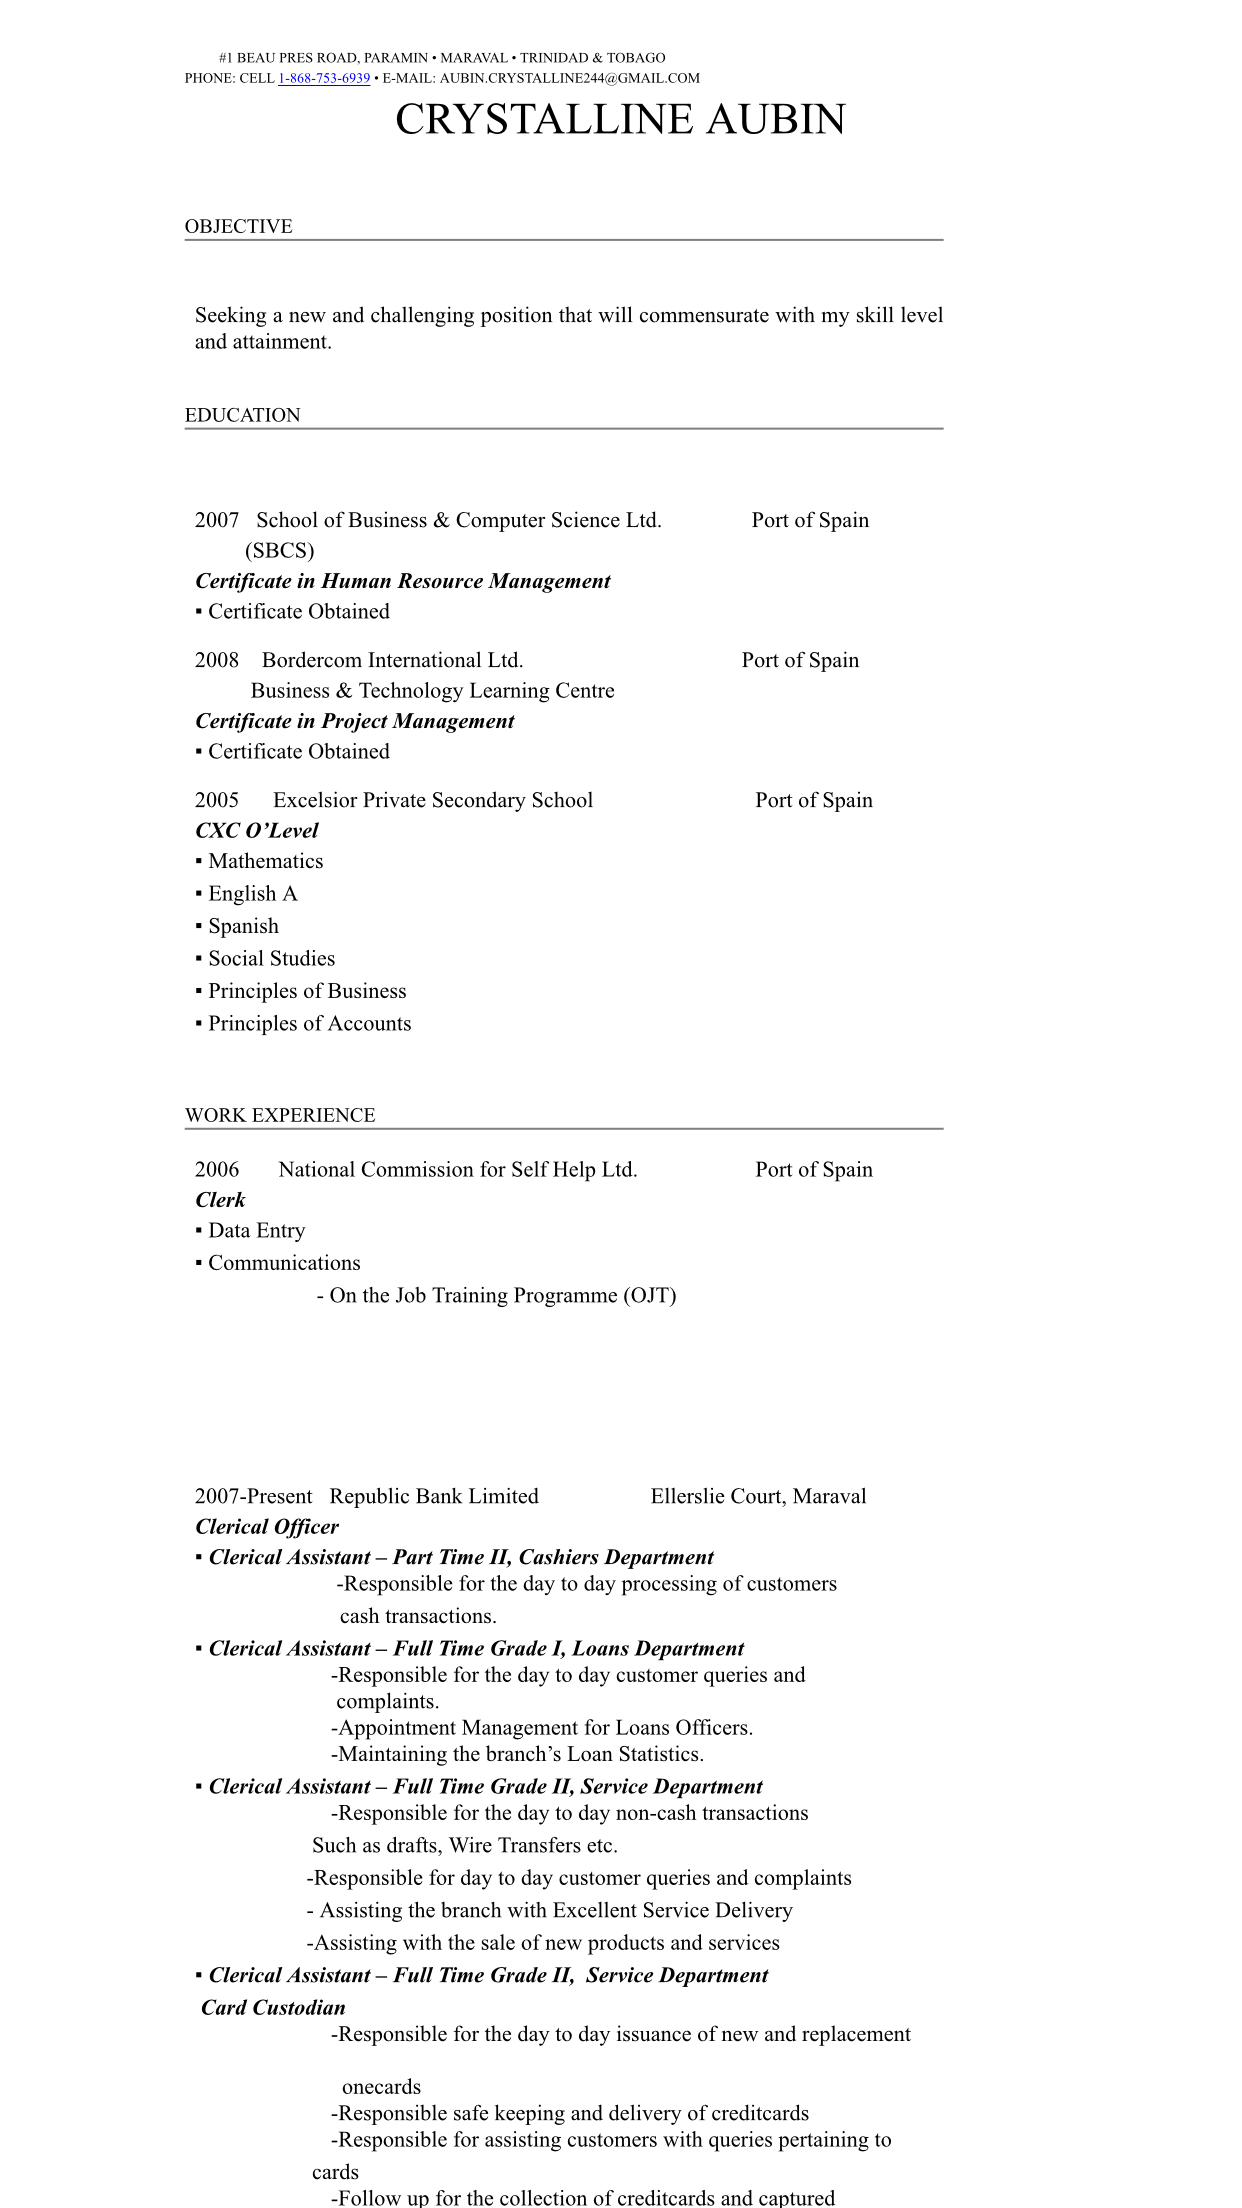 #1 BEAU PRES ROAD, PARAMIN • MARAVAL • TRINIDAD & TOBAGO
PHONE: CELL 1-868-753-6939 • E-MAIL: AUBIN.CRYSTALLINE244@GMAIL.COM
CRYSTALLINE AUBIN
OBJECTIVE
Seeking a new and challenging position that will commensurate with my skill level
and attainment.
EDUCATION
2007 School of Business & Computer Science Ltd. Port of Spain
(SBCS)
Certificate in Human Resource Management
▪ Certificate Obtained
2008 Bordercom International Ltd. Port of Spain
Business & Technology Learning Centre
Certificate in Project Management
▪ Certificate Obtained
2005 Excelsior Private Secondary School Port of Spain
CXC O’Level
▪ Mathematics
▪ English A
▪ Spanish
▪ Social Studies
▪ Principles of Business
▪ Principles of Accounts
WORK EXPERIENCE
2006 National Commission for Self Help Ltd. Port of Spain
Clerk
▪ Data Entry
▪ Communications
- On the Job Training Programme (OJT)
2007-Present Republic Bank Limited Ellerslie Court, Maraval
Clerical Officer
▪ Clerical Assistant – Part Time II, Cashiers Department
-Responsible for the day to day processing of customers
cash transactions.
▪ Clerical Assistant – Full Time Grade I, Loans Department
-Responsible for the day to day customer queries and
complaints.
-Appointment Management for Loans Officers.
-Maintaining the branch’s Loan Statistics.
▪ Clerical Assistant – Full Time Grade II, Service Department
-Responsible for the day to day non-cash transactions
Such as drafts, Wire Transfers etc.
-Responsible for day to day customer queries and complaints
- Assisting the branch with Excellent Service Delivery
-Assisting with the sale of new products and services
▪ Clerical Assistant – Full Time Grade II, Service Department
Card Custodian
-Responsible for the day to day issuance of new and replacement
onecards
-Responsible safe keeping and delivery of creditcards
-Responsible for assisting customers with queries pertaining to
cards
-Follow up for the collection of creditcards and captured